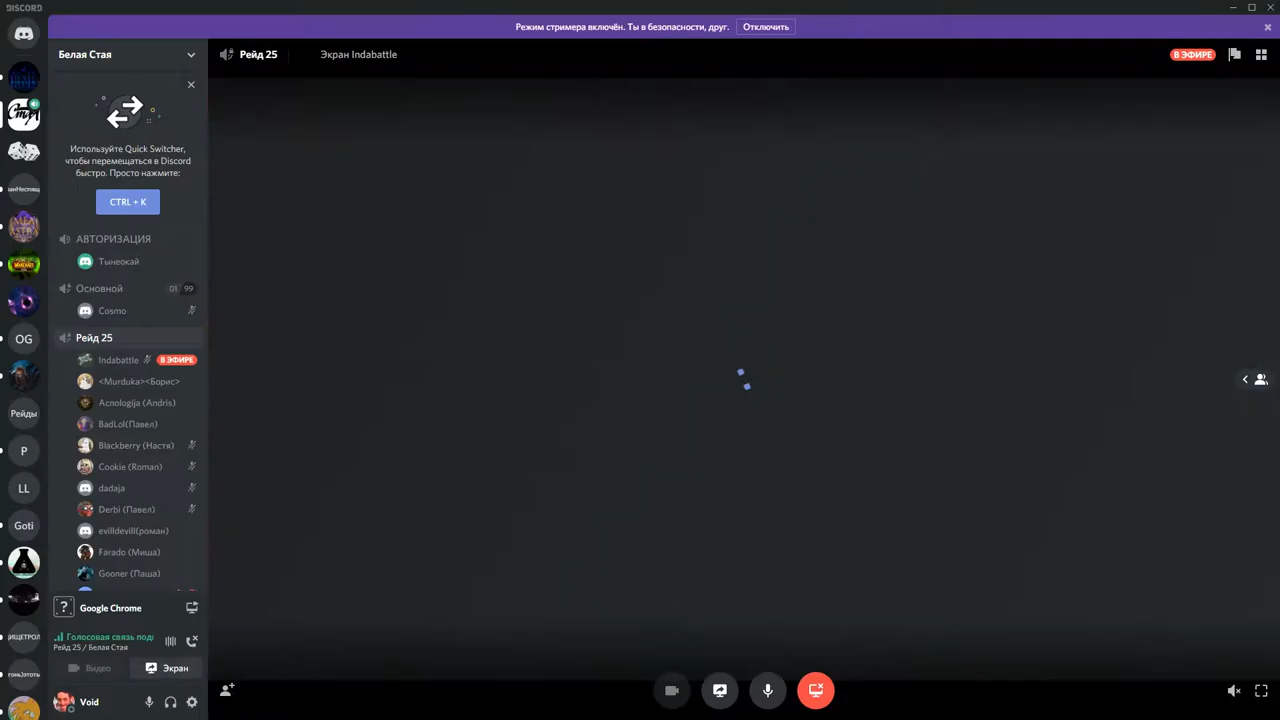 DISCORD
Режим стримера включён. Ты в безопасности, друг.
Отключить
Белая Стая
Рейд 25
Экран Indabattle
В ЭФИРЕ
Используйте Quick Switcher,
чтобы перемещаться в Discord
быстро. Просто нажмите:
CTRL + K
АВТОРИЗАЦИЯ
Тынеокай
Основной
01 99
Cosmo
Рейд 25
Indabattle
В ЭФИРЕ
<Murduka><Борис>
Acnologija (Andris)
BadLol(Павел)
Blackberry (Настя)
Cookie (Roman)
dadaja
Derbi (Павел)
evilldevill(роман)
Farado (Миша)
Gooner (Паша)
OG
Рейды
P
LL
Goti
?
Google Chrome
Голосовая связь под
Рейд 25 / Белая Стая
Видео
Экран
Void